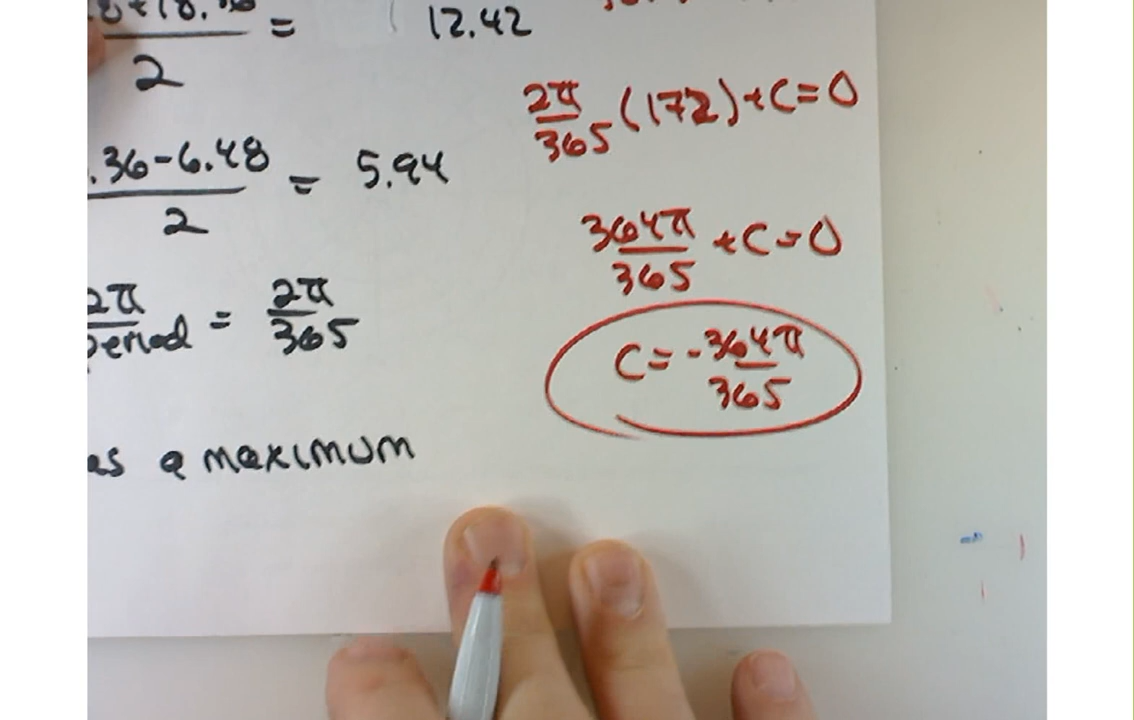 2 = 12.42
.36-6.48 / 2 = 5.94
2π / period = 2π / 365
as a maximum
2π / 365 (172) + C = 0
364π / 365 + C = 0
C = -364π / 365